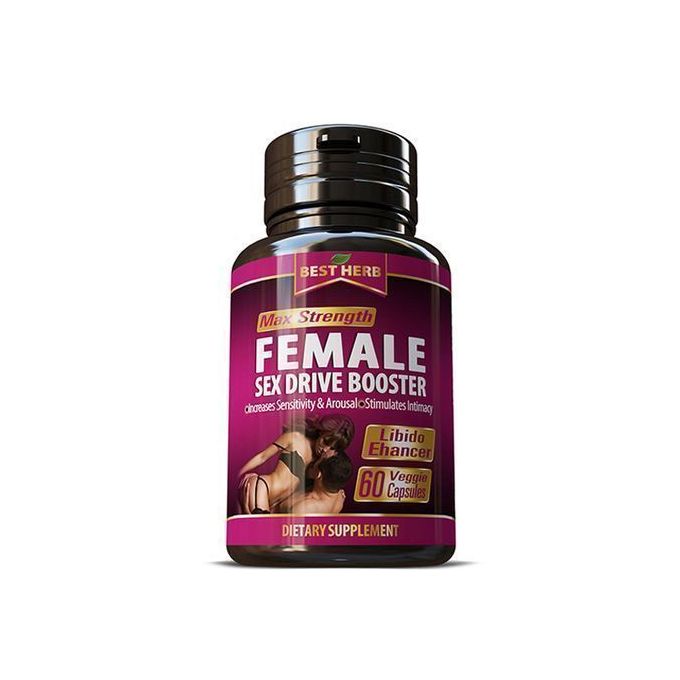 BEST HERB
Max Strength
FEMALE
SEX DRIVE BOOSTER
Increases Sensitivity & Arousal Stimulates Intimacy
Libido
Ehancer
60 Veggie
Capsules
DIETARY SUPPLEMENT